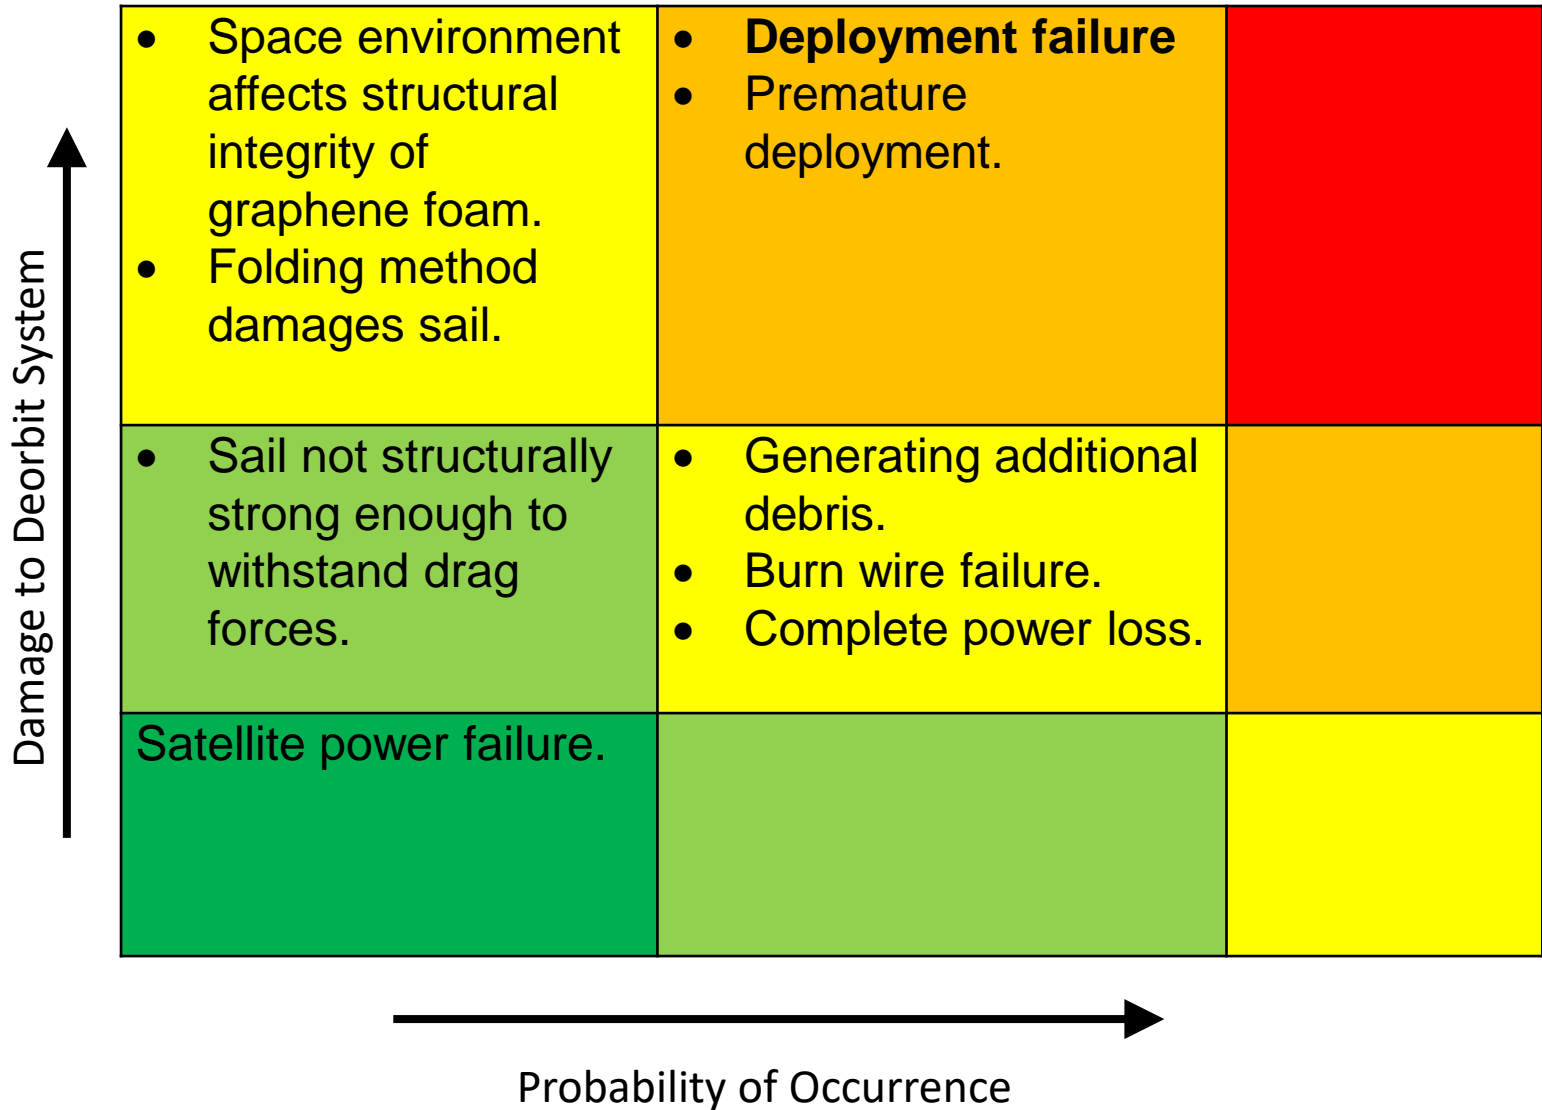 Damage to Deorbit System
• Space environment
affects structural
integrity of
graphene foam.
• Folding method
damages sail.
• Deployment failure
• Premature
deployment.
• Sail not structurally
strong enough to
withstand drag
forces.
• Generating additional
debris.
• Burn wire failure.
• Complete power loss.
Satellite power failure.
Probability of Occurrence